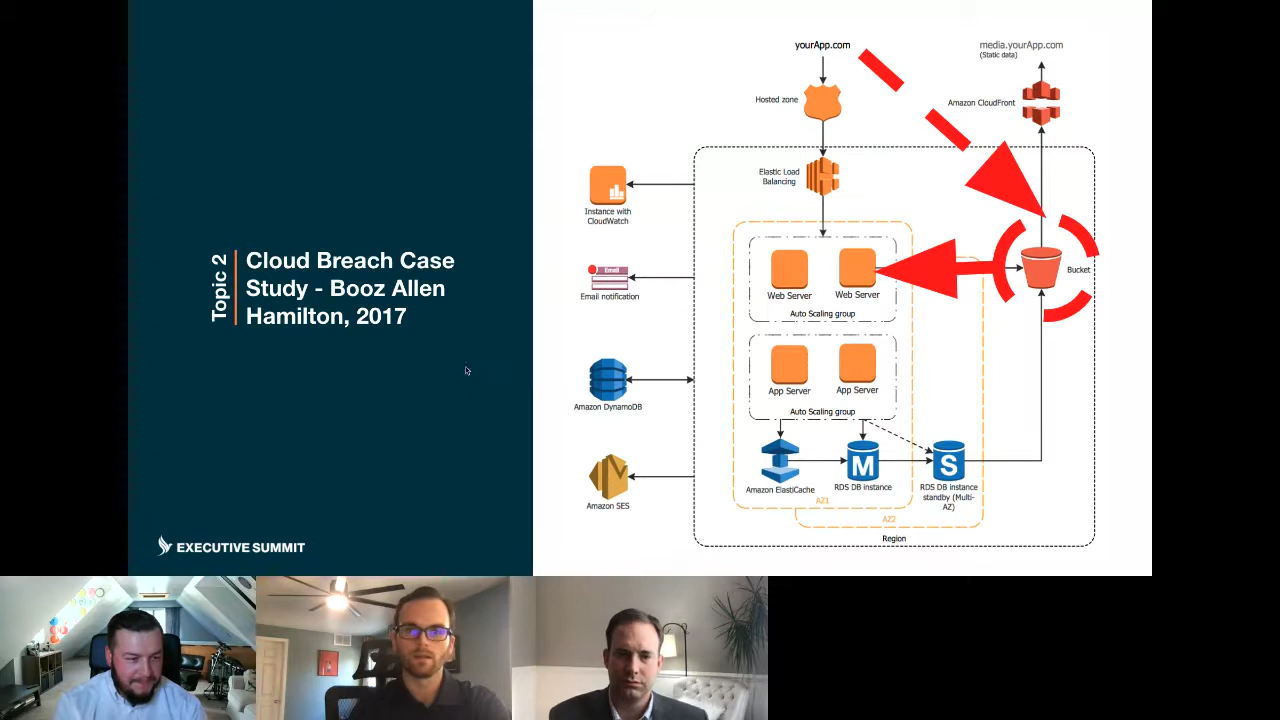 Topic 2
Cloud Breach Case
Study - Booz Allen
Hamilton, 2017
EXECUTIVE SUMMIT
yourApp.com
media.yourApp.com
(Static data)
Hosted zone
Amazon CloudFront
Elastic Load
Balancing
Instance with
CloudWatch
Email
Email notification
Web Server
Web Server
Auto Scaling group
Bucket
App Server
App Server
Auto Scaling group
Amazon DynamoDB
M
S
Amazon ElastiCache
RDS DB instance
RDS DB instance
standby (Multi-
AZ)
Amazon SES
AZ1
AZ2
Region